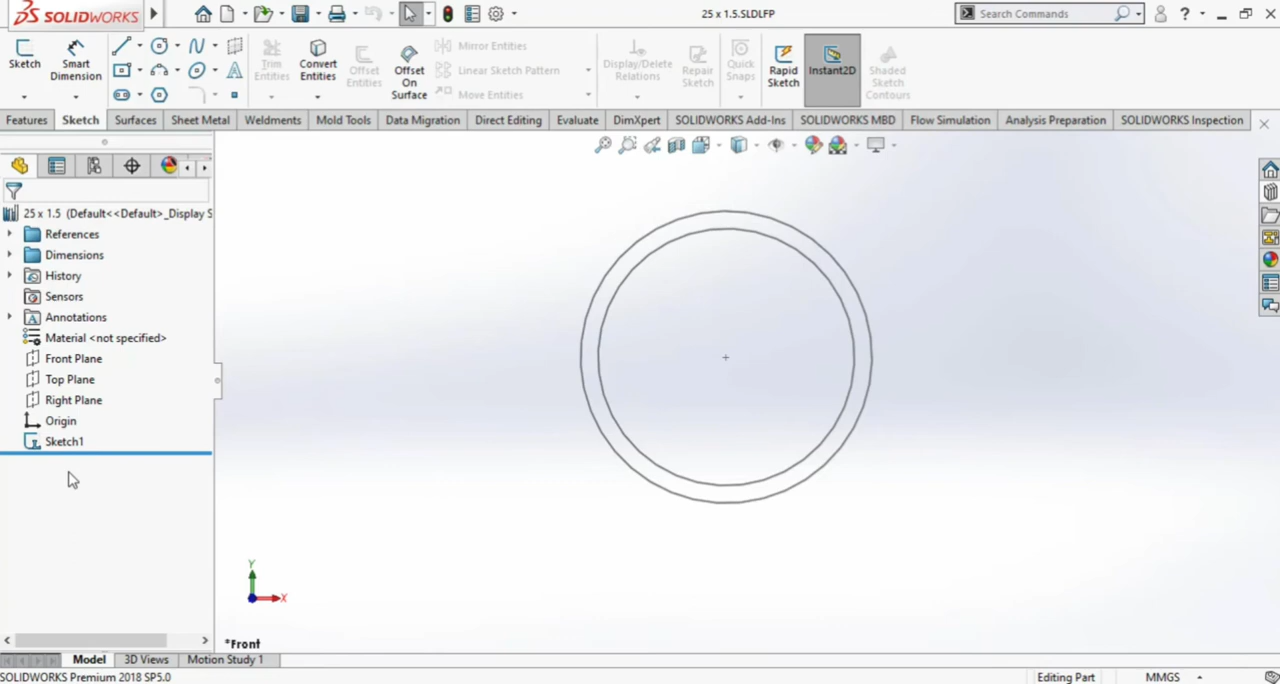 SOLIDWORKS
25 x 1.5.SLDLFP
Search Commands
?
Sketch
Smart Dimension
Trim Entities
Convert Entities
Offset Entities
Offset On Surface
Mirror Entities
Linear Sketch Pattern
Move Entities
Display/Delete Relations
Repair Sketch
Quick Snaps
Rapid Sketch
Instant2D
Shaded Sketch Contours
Features
Sketch
Surfaces
Sheet Metal
Weldments
Mold Tools
Data Migration
Direct Editing
Evaluate
DimXpert
SOLIDWORKS Add-Ins
SOLIDWORKS MBD
Flow Simulation
Analysis Preparation
SOLIDWORKS Inspection
25 x 1.5 (Default<<Default>_Display S
References
Dimensions
History
Sensors
Annotations
Material <not specified>
Front Plane
Top Plane
Right Plane
Origin
Sketch1
Y
X
*Front
Model
3D Views
Motion Study 1
SOLIDWORKS Premium 2018 SP5.0
Editing Part
MMGS